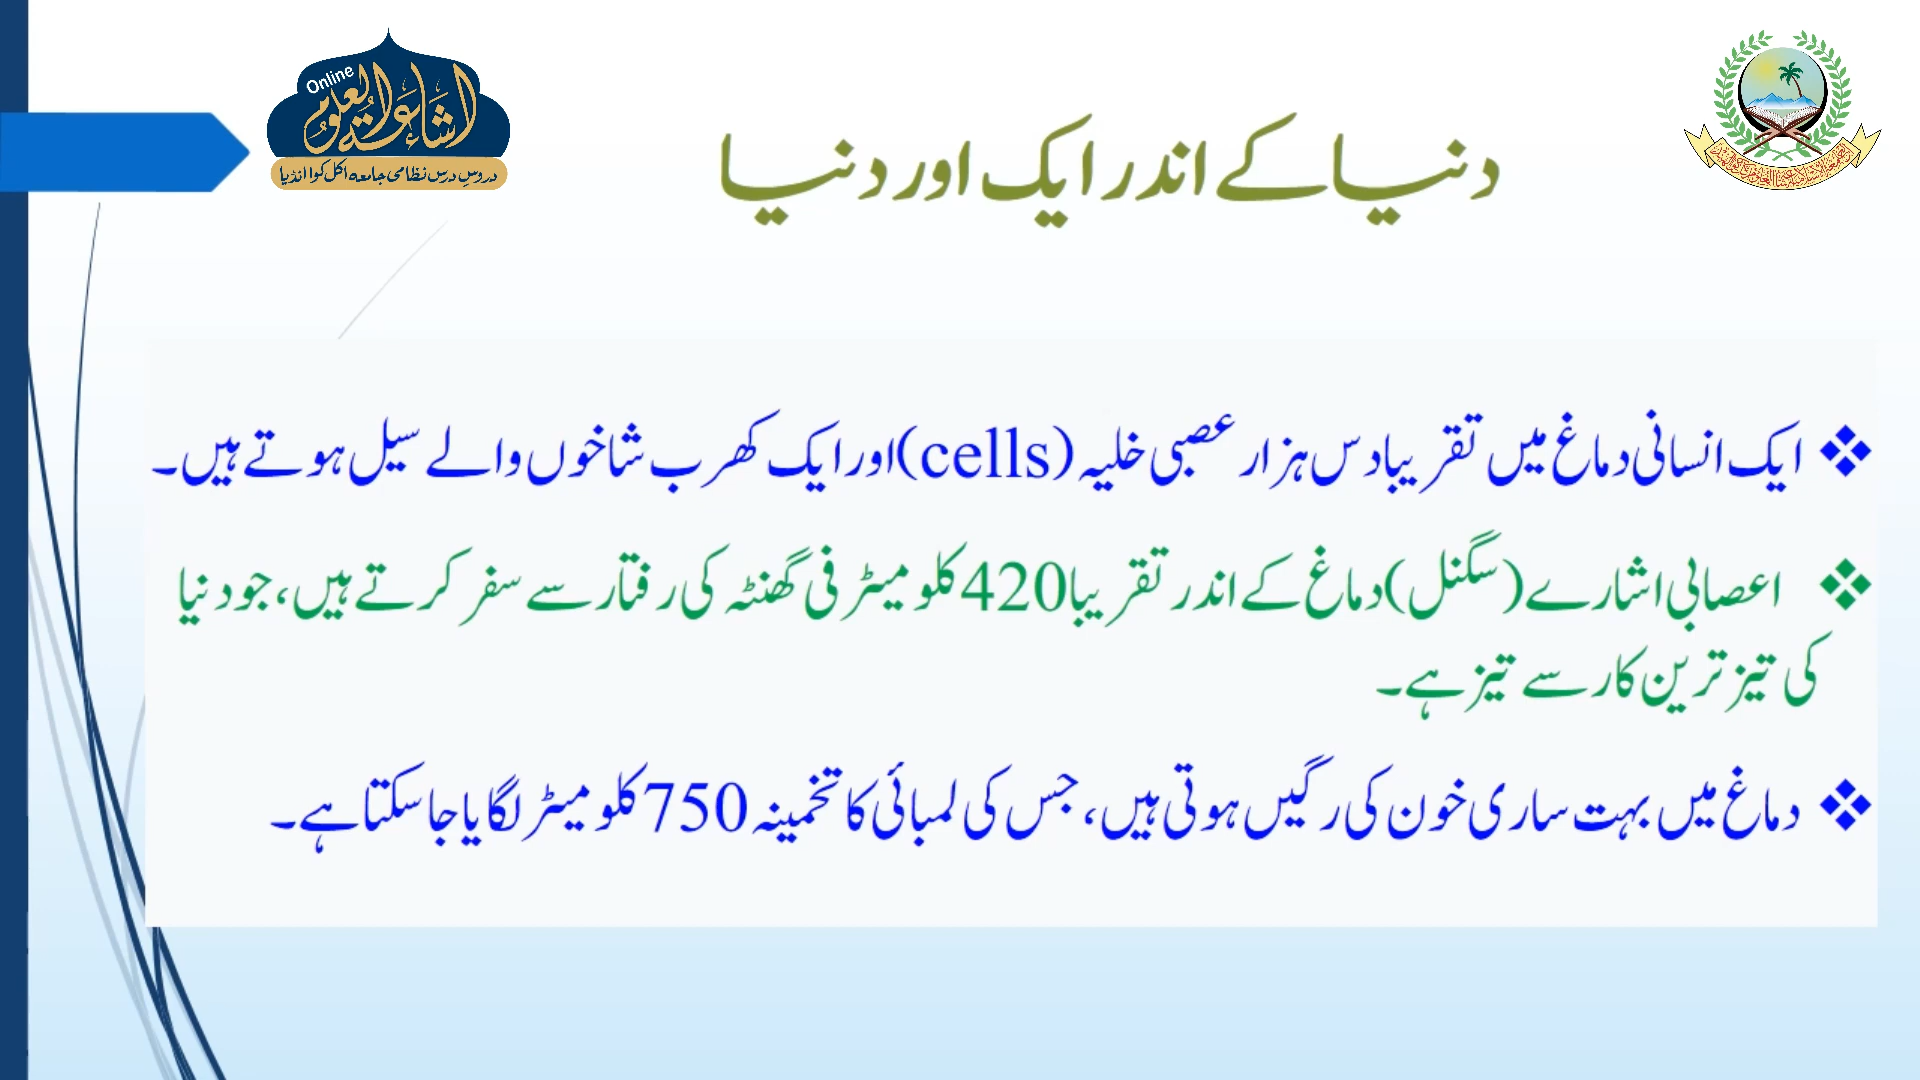 Online
اشاعۃ العلوم
دروسِ درس نظامی جامعہ اکل کوا انڈیا
دنیا کے اندر ایک اور دنیا
❖ ایک انسانی دماغ میں تقریبا دس ہزار عصبی خلیہ (cells) اور ایک کھرب شاخوں والے سیل ہوتے ہیں۔
❖ اعصابی اشارے (سگنل) دماغ کے اندر تقریبا 420 کلو میٹر فی گھنٹہ کی رفتار سے سفر کرتے ہیں، جو دنیا
کی تیز ترین کار سے تیز ہے۔
❖ دماغ میں بہت ساری خون کی رگیں ہوتی ہیں، جس کی لمبائی کا تخمینہ 750 کلو میٹر لگایا جا سکتا ہے۔